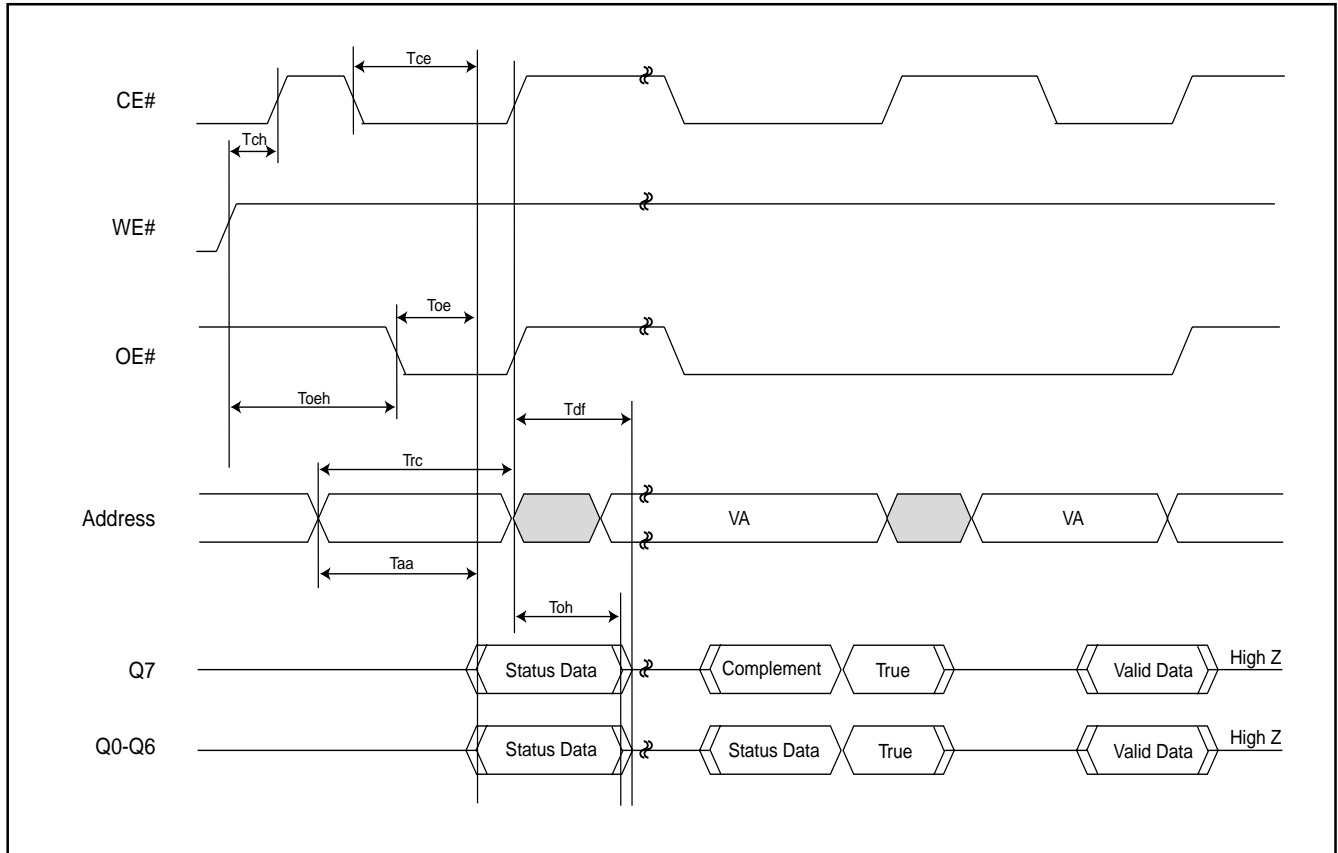 Tce
CE#
Tch
WE#
Toe
OE#
Toeh
Tdf
Trc
Address
VA
VA
Taa
Toh
Q7
Status Data
Complement
True
Valid Data
High Z
Q0-Q6
Status Data
Status Data
True
Valid Data
High Z